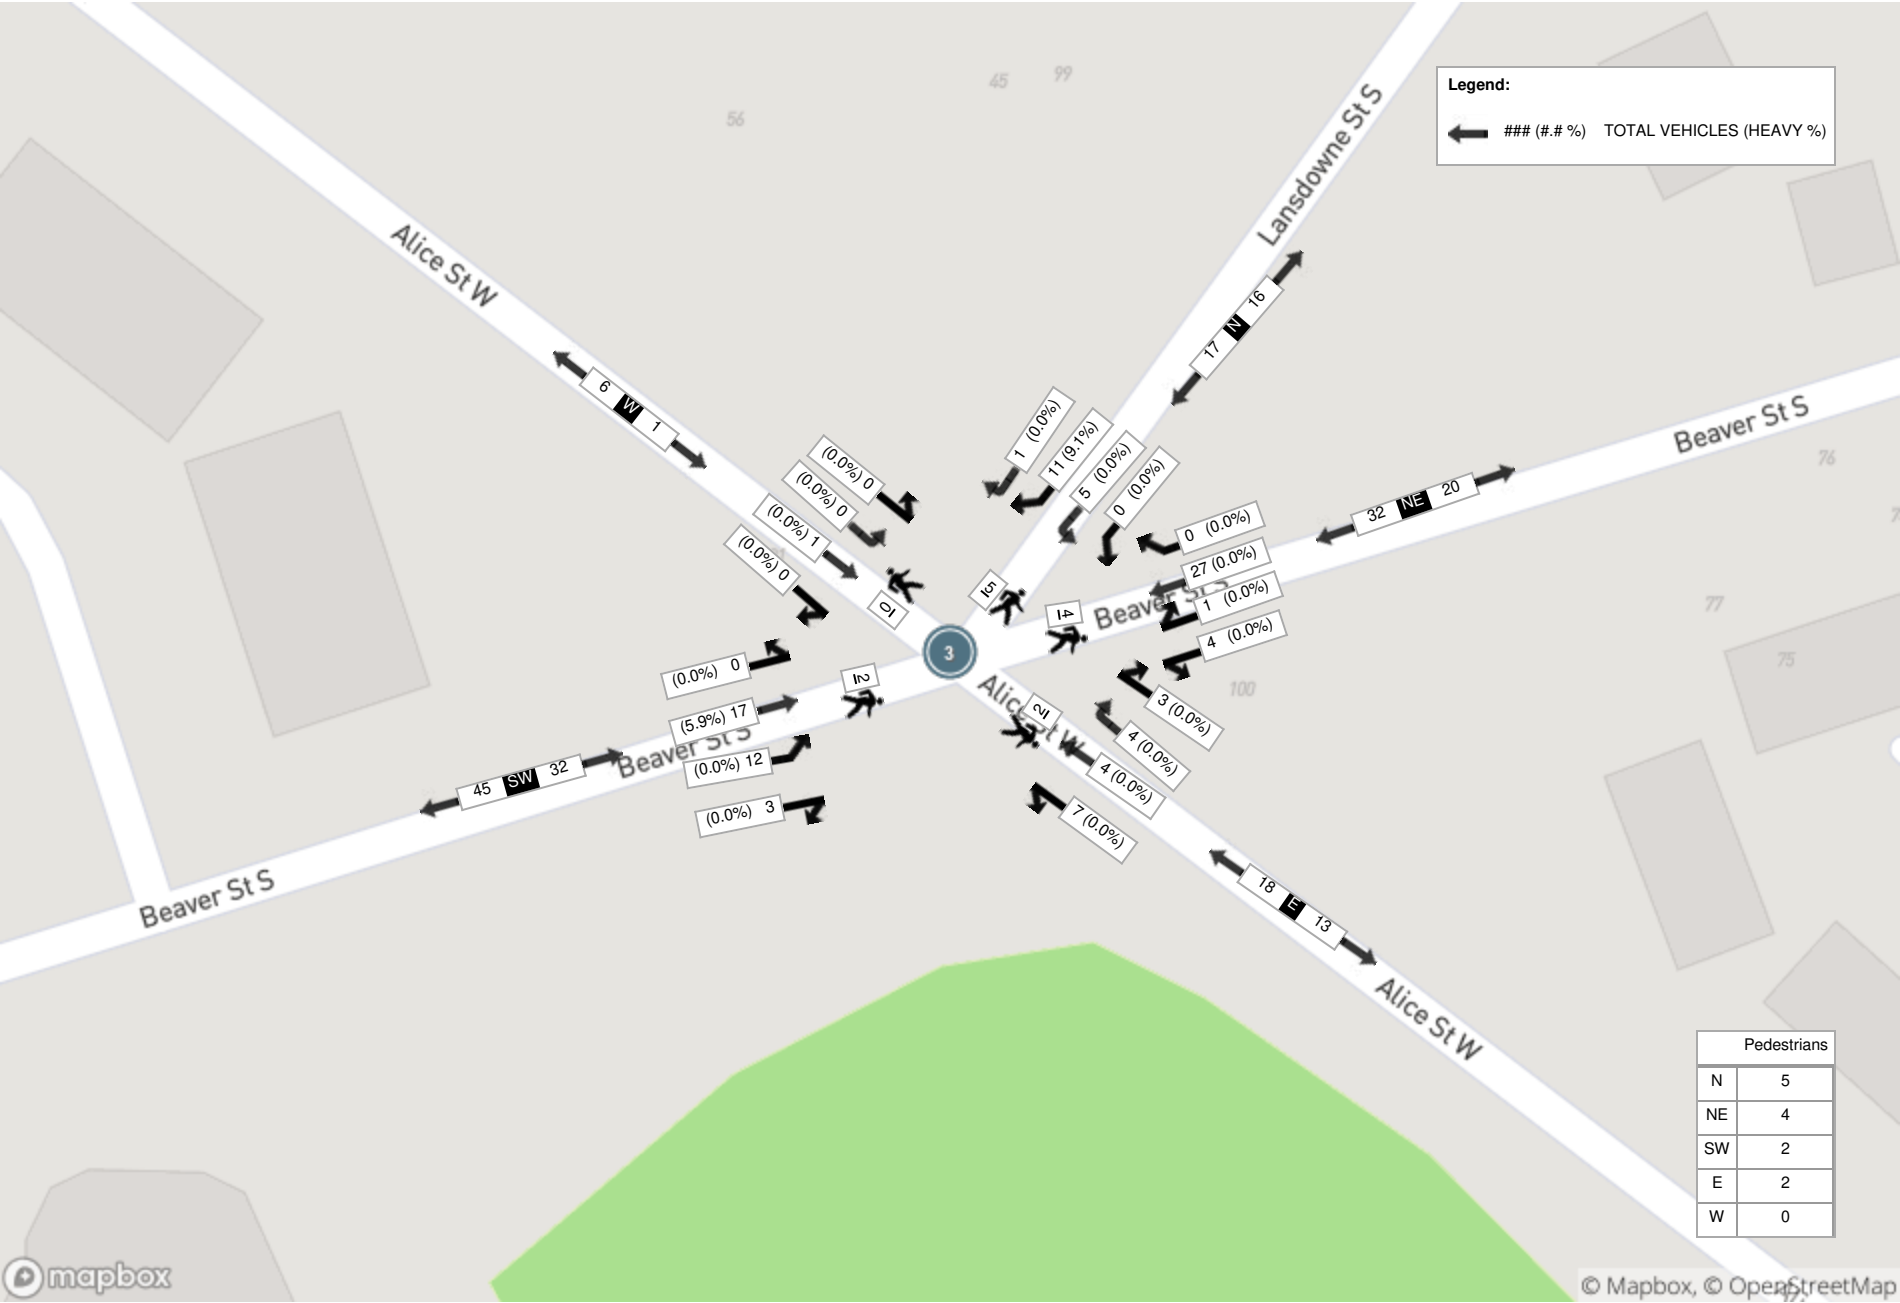 45
99
56
Legend:
### (#.# %) TOTAL VEHICLES (HEAVY %)
Lansdowne St S
Alice St W
16
N
17
Beaver St S
76
6
W
1
1 (0.0%)
11 (9.1%)
5 (0.0%)
0 (0.0%)
32 NE 20
(0.0%) 0
(0.0%) 0
(0.0%) 1
(0.0%) 0
0 (0.0%)
27 (0.0%)
1 (0.0%)
4 (0.0%)
Beaver St S
77
5
4
0
3
75
100
(0.0%) 0
(5.9%) 17
(0.0%) 12
(0.0%) 3
2
2
Alice St W
3 (0.0%)
4 (0.0%)
4 (0.0%)
7 (0.0%)
Beaver St S
45 SW 32
18
E
13
Beaver St S
Alice St W
Pedestrians
N 5
NE 4
SW 2
E 2
W 0
mapbox
© Mapbox, © OpenStreetMap